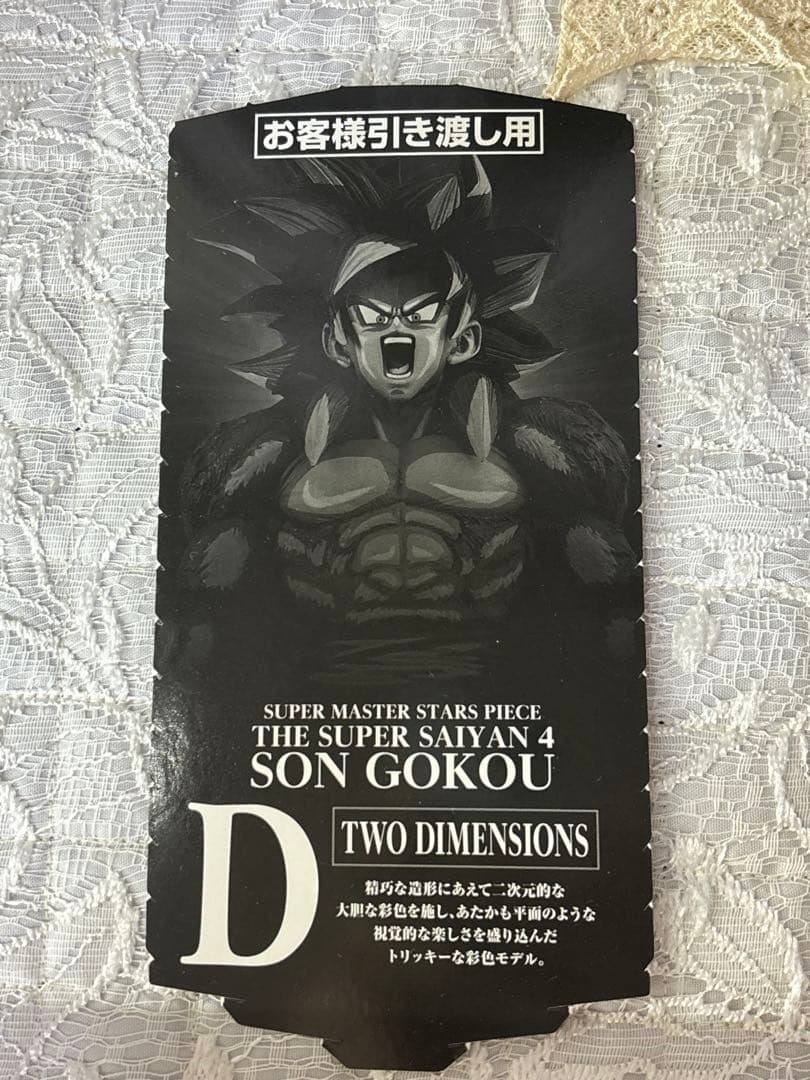 お客様引き渡し用
SUPER MASTER STARS PIECE
THE SUPER SAIYAN 4
SON GOKOU
D
TWO DIMENSIONS
精巧な造形にあえて二次元的な
大胆な彩色を施し、あたかも平面のような
視覚的な楽しさを盛り込んだ
トリッキーな彩色モデル。